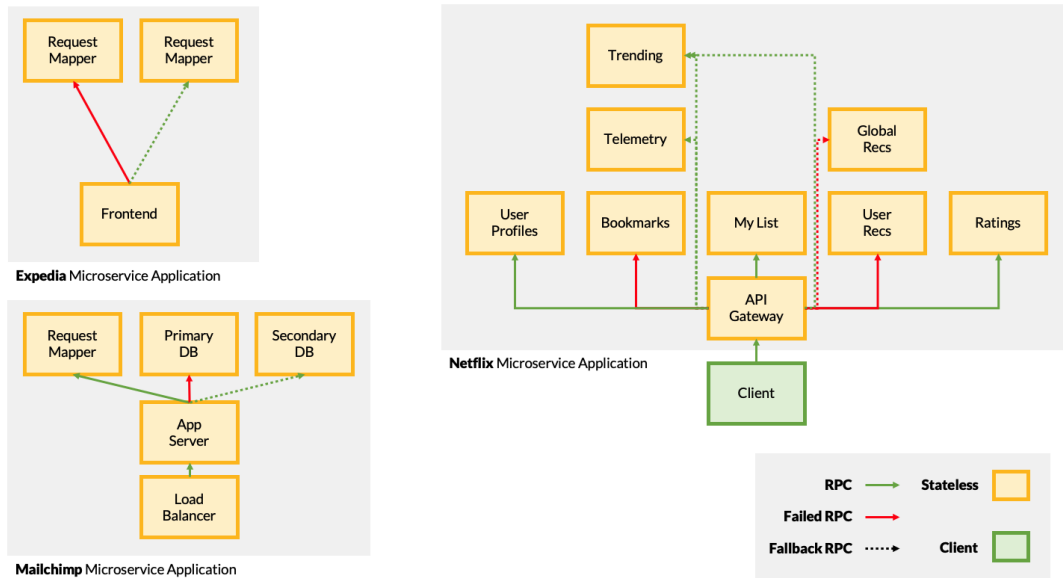 Request
Mapper
Request
Mapper
Frontend
Expedia Microservice Application
Request
Mapper
Primary
DB
Secondary
DB
App
Server
Load
Balancer
Mailchimp Microservice Application
Trending
Telemetry
Global
Recs
User
Profiles
Bookmarks
My List
User
Recs
Ratings
API
Gateway
Netflix Microservice Application
Client
RPC
Stateless
Failed RPC
Fallback RPC
Client